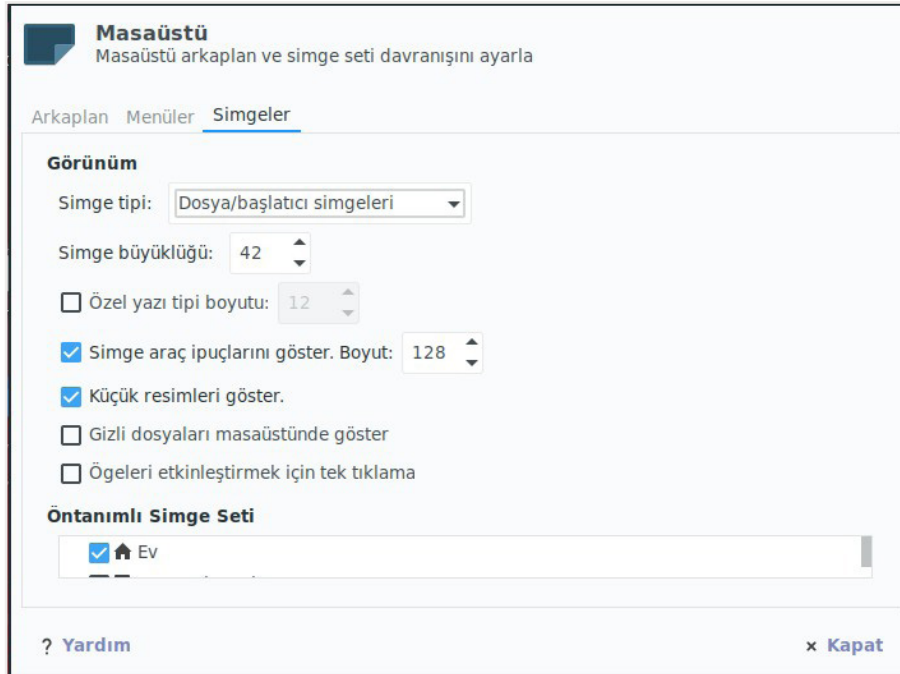 Masaüstü
Masaüstü arkaplan ve simge seti davranışını ayarla
Arkaplan Menüler Simgeler
Görünüm
Simge tipi: Dosya/başlatıcı simgeleri
Simge büyüklüğü: 42
Özel yazı tipi boyutu: 12
Simge araç ipuçlarını göster. Boyut: 128
Küçük resimleri göster.
Gizli dosyaları masaüstünde göster
Ögeleri etkinleştirmek için tek tıklama
Öntanımlı Simge Seti
Ev
? Yardım × Kapat